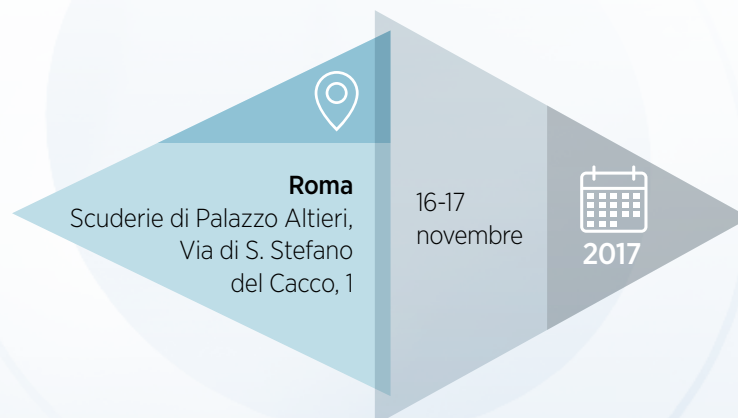 Roma
Scuderie di Palazzo Altieri,
Via di S. Stefano
del Cacco, 1
16-17
novembre
2017